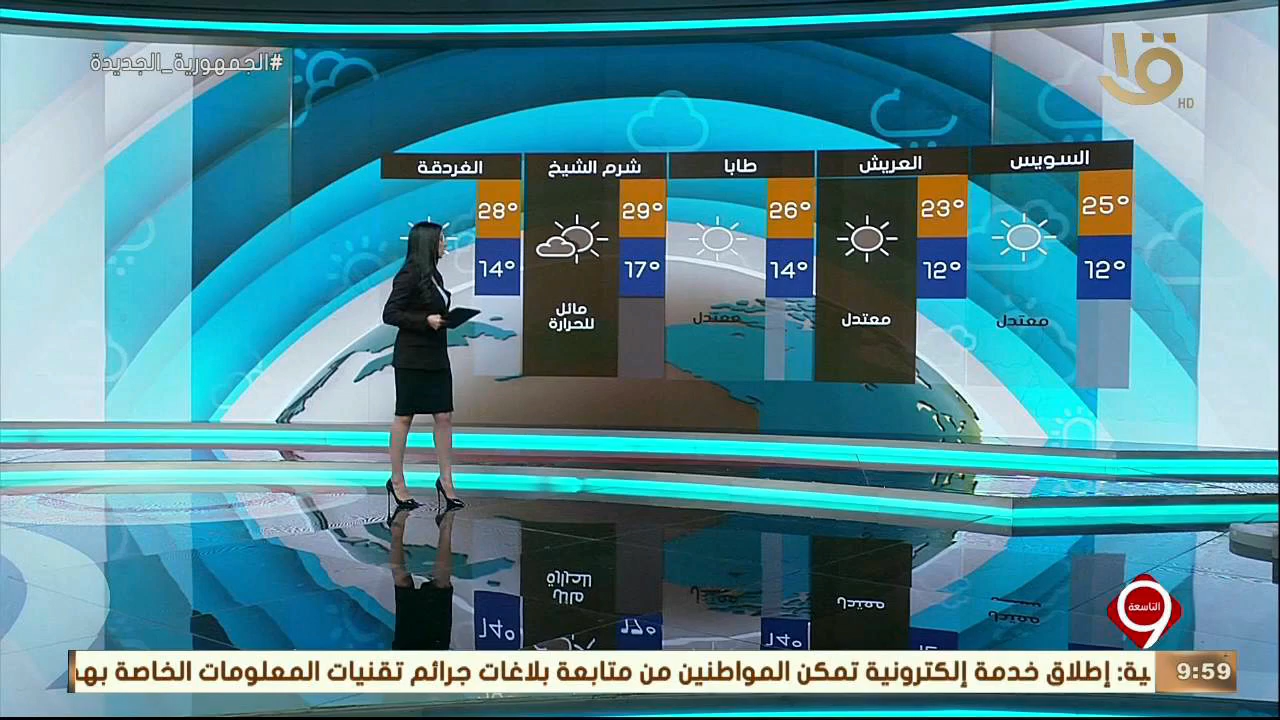 #الجمهورية_الجديدة
HD
السويس
25°
12°
معتدل
العريش
23°
12°
معتدل
طابا
26°
14°
معتدل
شرم الشيخ
29°
17°
مائل
للحرارة
الغردقة
28°
14°
التاسعة
9
9:59
ية: إطلاق خدمة إلكترونية تمكن المواطنين من متابعة بلاغات جرائم تقنيات المعلومات الخاصة بهم